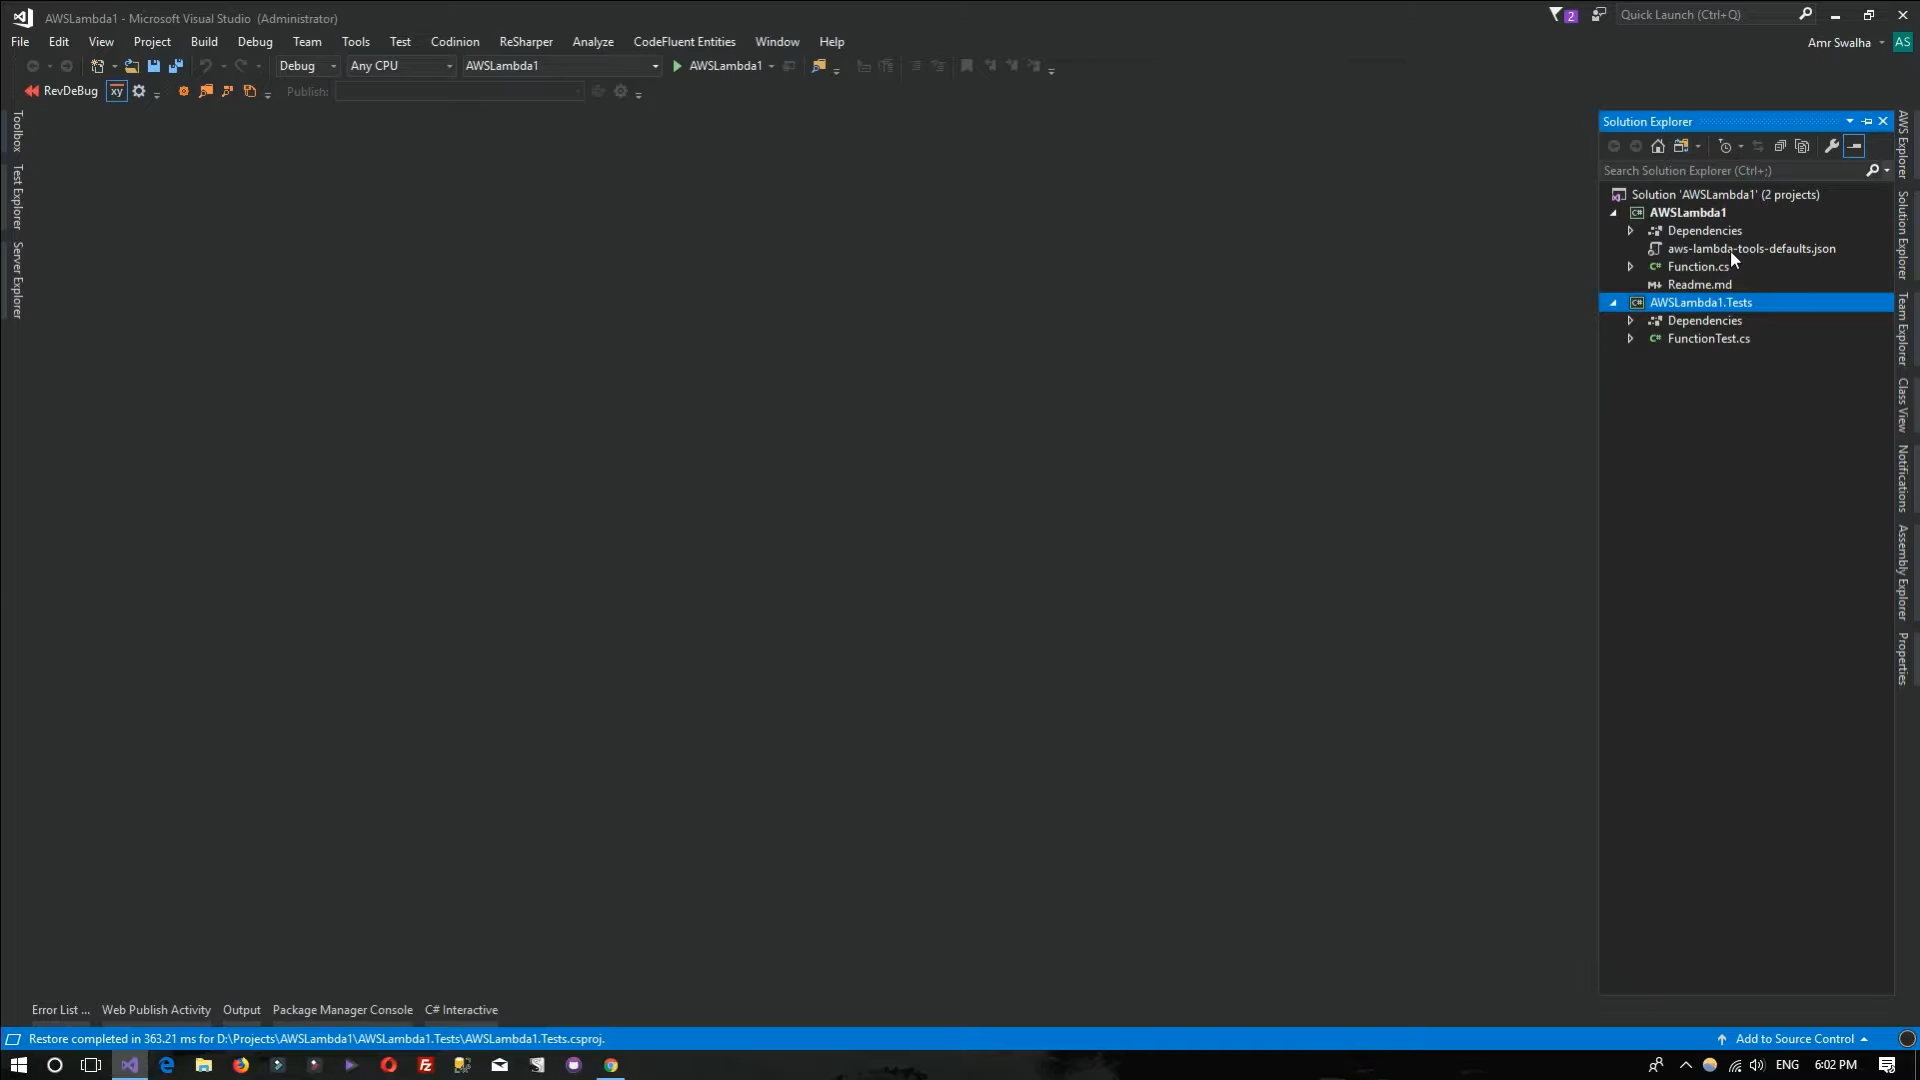 AWSLambda1 - Microsoft Visual Studio (Administrator)
2
Quick Launch (Ctrl+Q)
File Edit View Project Build Debug Team Tools Test Codinion ReSharper Analyze CodeFluent Entities Window Help
Amr Swalha AS
Debug Any CPU AWSLambda1 AWSLambda1
RevDeBug xy Publish:
Toolbox
Test Explorer
Server Explorer
Solution Explorer
Search Solution Explorer (Ctrl+;)
Solution 'AWSLambda1' (2 projects)
C# AWSLambda1
Dependencies
aws-lambda-tools-defaults.json
C# Function.cs
M+ Readme.md
C# AWSLambda1.Tests
Dependencies
C# FunctionTest.cs
AWS Explorer
Solution Explorer
Team Explorer
Class View
Notifications
Assembly Explorer
Properties
Error List ... Web Publish Activity Output Package Manager Console C# Interactive
Restore completed in 363.21 ms for D:\Projects\AWSLambda1\AWSLambda1.Tests\AWSLambda1.Tests.csproj.
Add to Source Control
ENG 6:02 PM